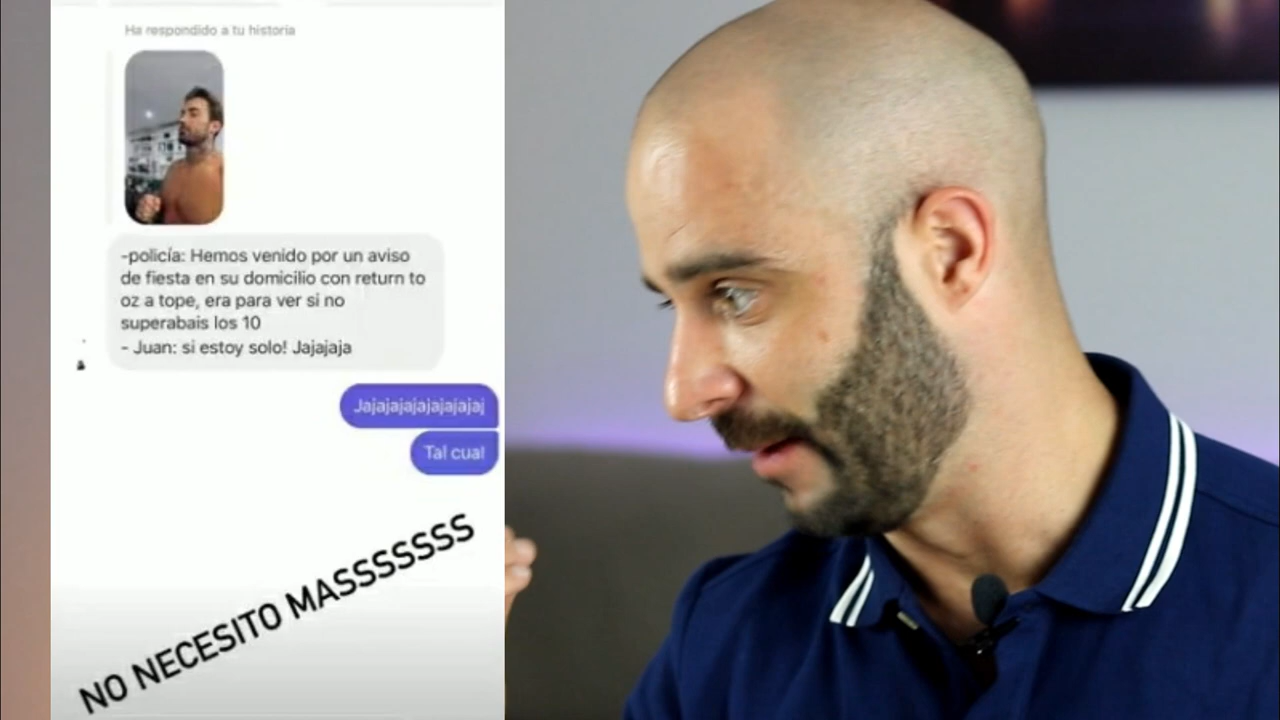 Ha respondido a tu historia
-policía: Hemos venido por un aviso
de fiesta en su domicilio con return to
oz a tope, era para ver si no
superabais los 10
- Juan: si estoy solo! Jajajaja
Jajajajajajajajajaj
Tal cual
NO NECESITO MASSSSSSS